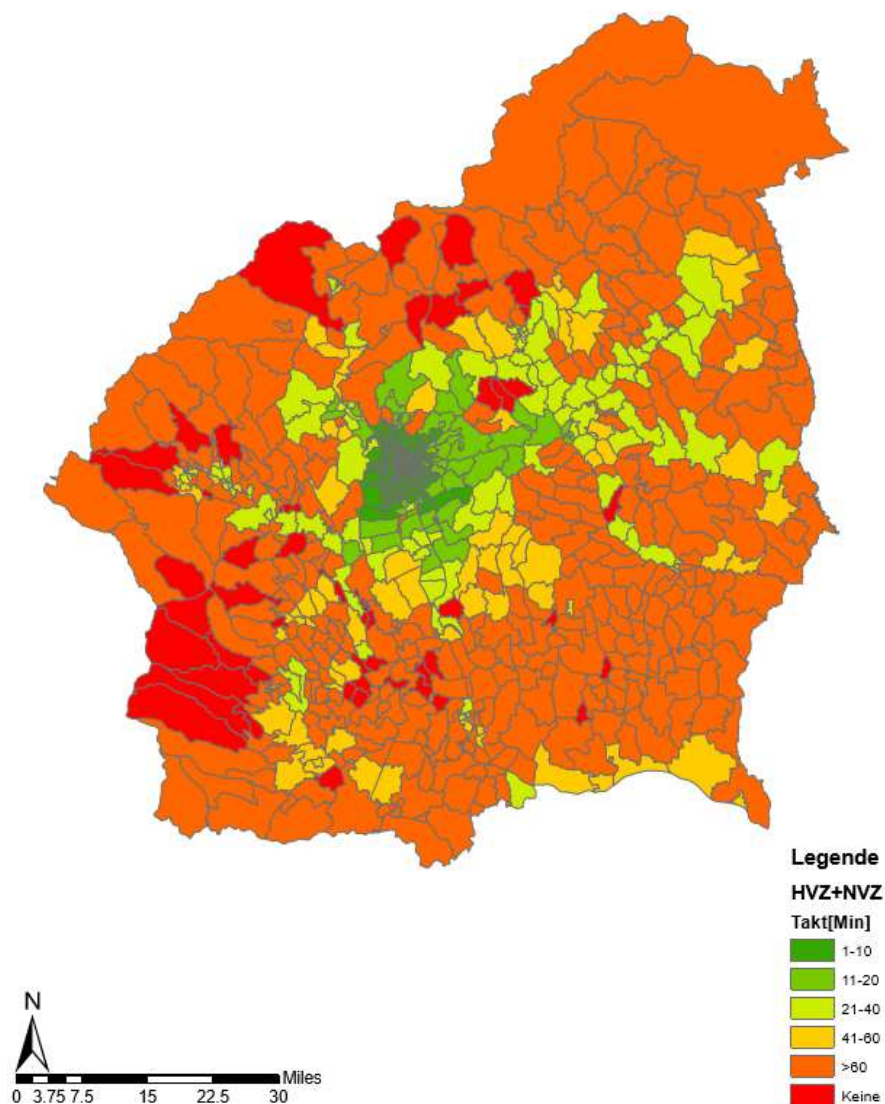 Legende
HVZ+NVZ
Takt[Min]
1-10
11-20
21-40
41-60
>60
Keine
N
Miles
0 3.75 7.5 15 22.5 30